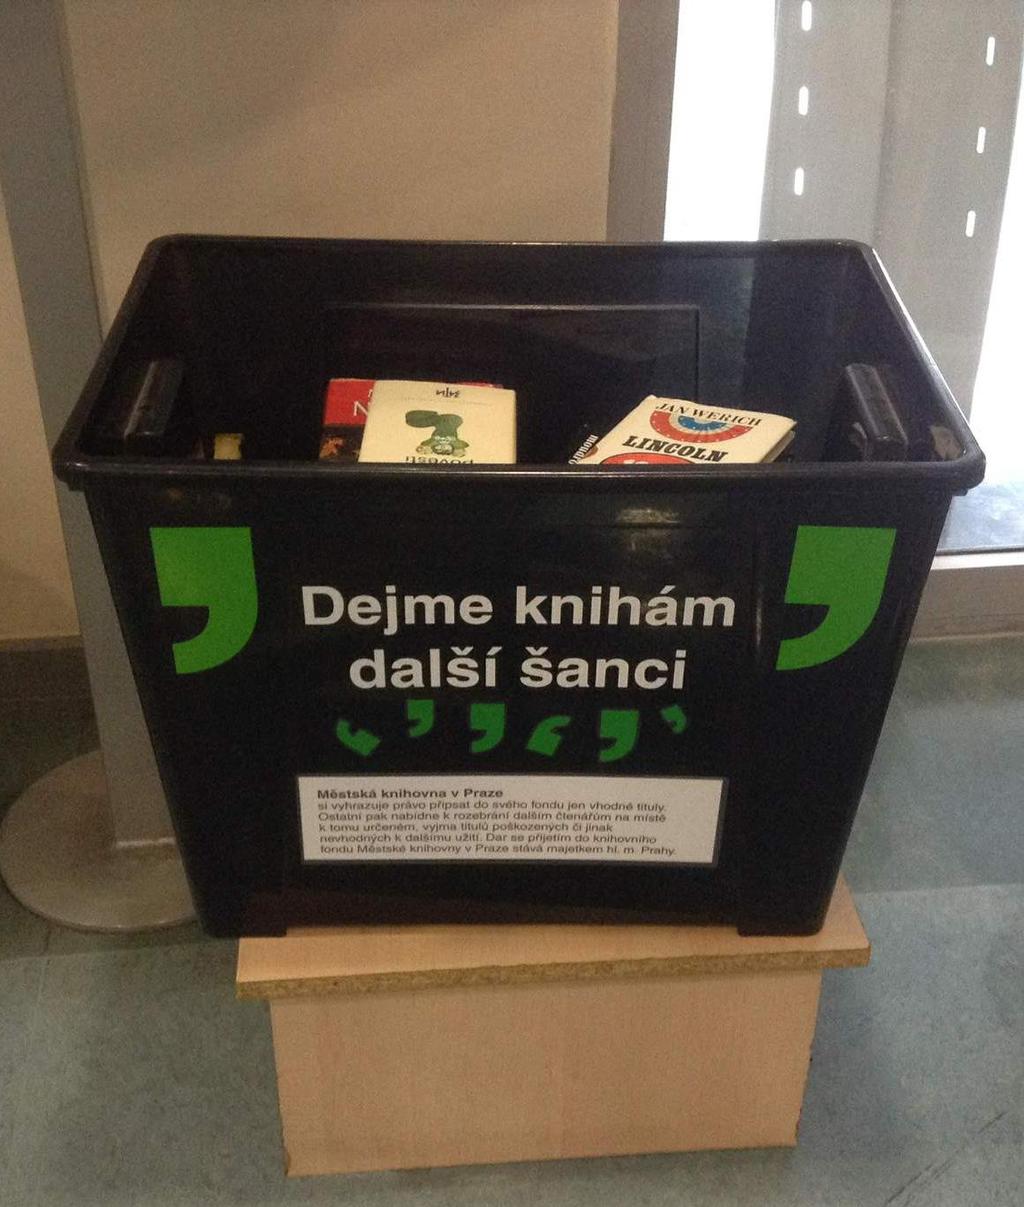 JAN WERICH
LINCOLN
POVESTI
Dejme knihám
další šanci
Městská knihovna v Praze
si vyhrazuje právo připsat do svého fondu jen vhodné tituly.
Ostatní pak nabídne k rozebrání dalším čtenářům na místě
k tomu určeném, vyjma titulů poškozených či jinak
nevhodných k dalšímu užití. Dar se přijetím do knihovního
fondu Městské knihovny v Praze stává majetkem hl. m. Prahy.